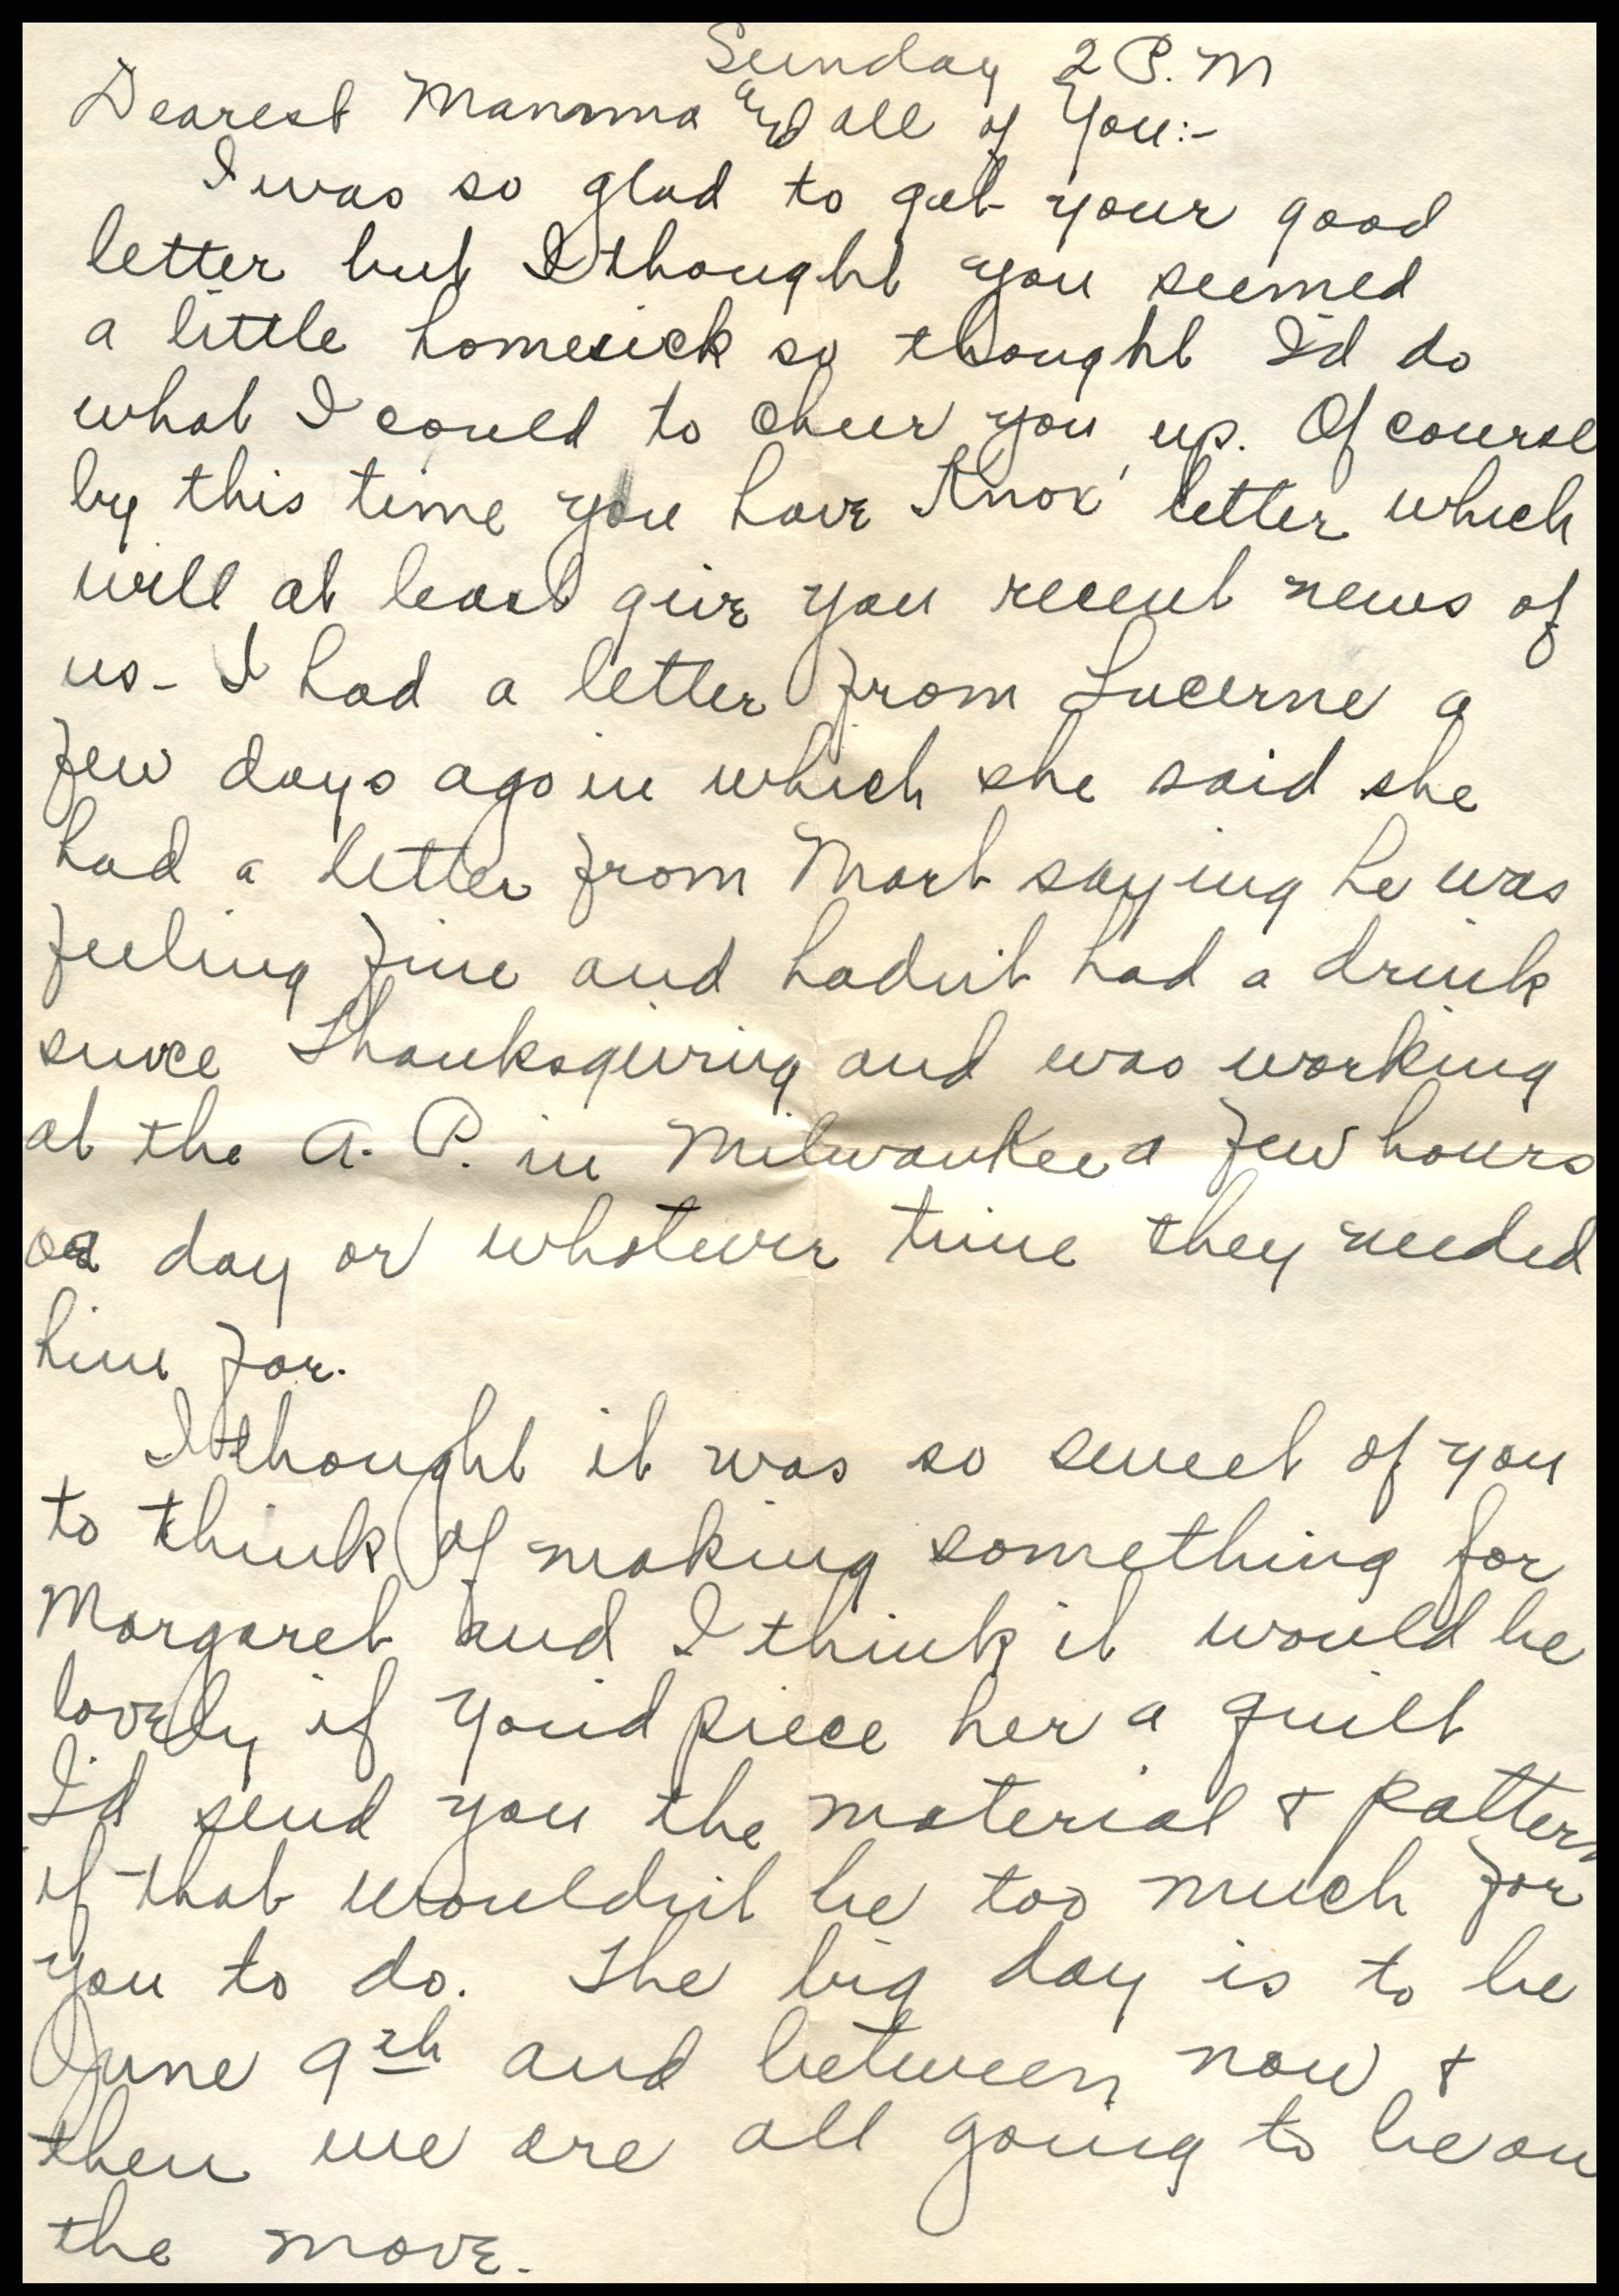 Sunday 2 P.M
Dearest Mamma and all of You:-
I was so glad to get your good
letter but I thought you seemed
a little homesick so thought I'd do
what I could to cheer you up. Of course
by this time you have Knox' letter which
will at least give you recent news of
us - I had a letter from Lucerne a
few days ago in which she said she
had a letter from Mart saying he was
feeling fine and hadn't had a drink
since Thanksgiving and was working
at the A. P. in Milwaukee a few hours
a day or whatever time they needed
him for.
I thought it was so sweet of you
to think of making something for
Margaret and I think it would be
lovely if you'd piece her a quilt
I'd send you the material & pattern
if that wouldn't be too much for
you to do. The big day is to be
June 9th and between now &
then we are all going to be on
the move.